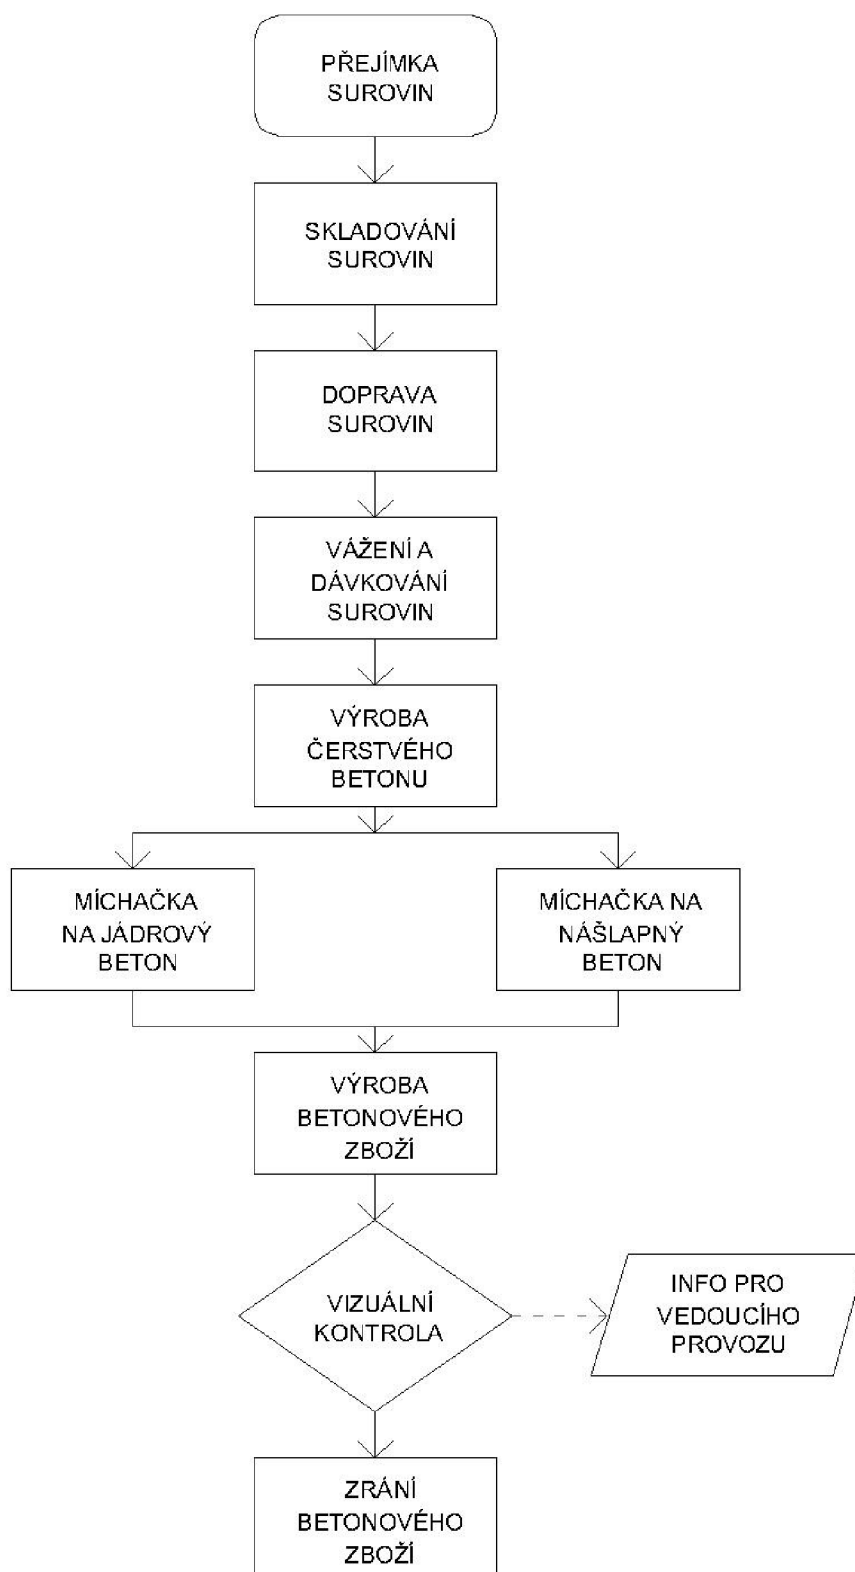 PŘEJÍMKA
SUROVIN
SKLADOVÁNÍ
SUROVIN
DOPRAVA
SUROVIN
VÁŽENÍ A
DÁVKOVÁNÍ
SUROVIN
VÝROBA
ČERSTVÉHO
BETONU
MÍCHAČKA
NA JÁDROVÝ
BETON
MÍCHAČKA NA
NÁŠLAPNÝ
BETON
VÝROBA
BETONOVÉHO
ZBOŽÍ
VIZUÁLNÍ
KONTROLA
INFO PRO
VEDOUCÍHO
PROVOZU
ZRÁNÍ
BETONOVÉHO
ZBOŽÍ